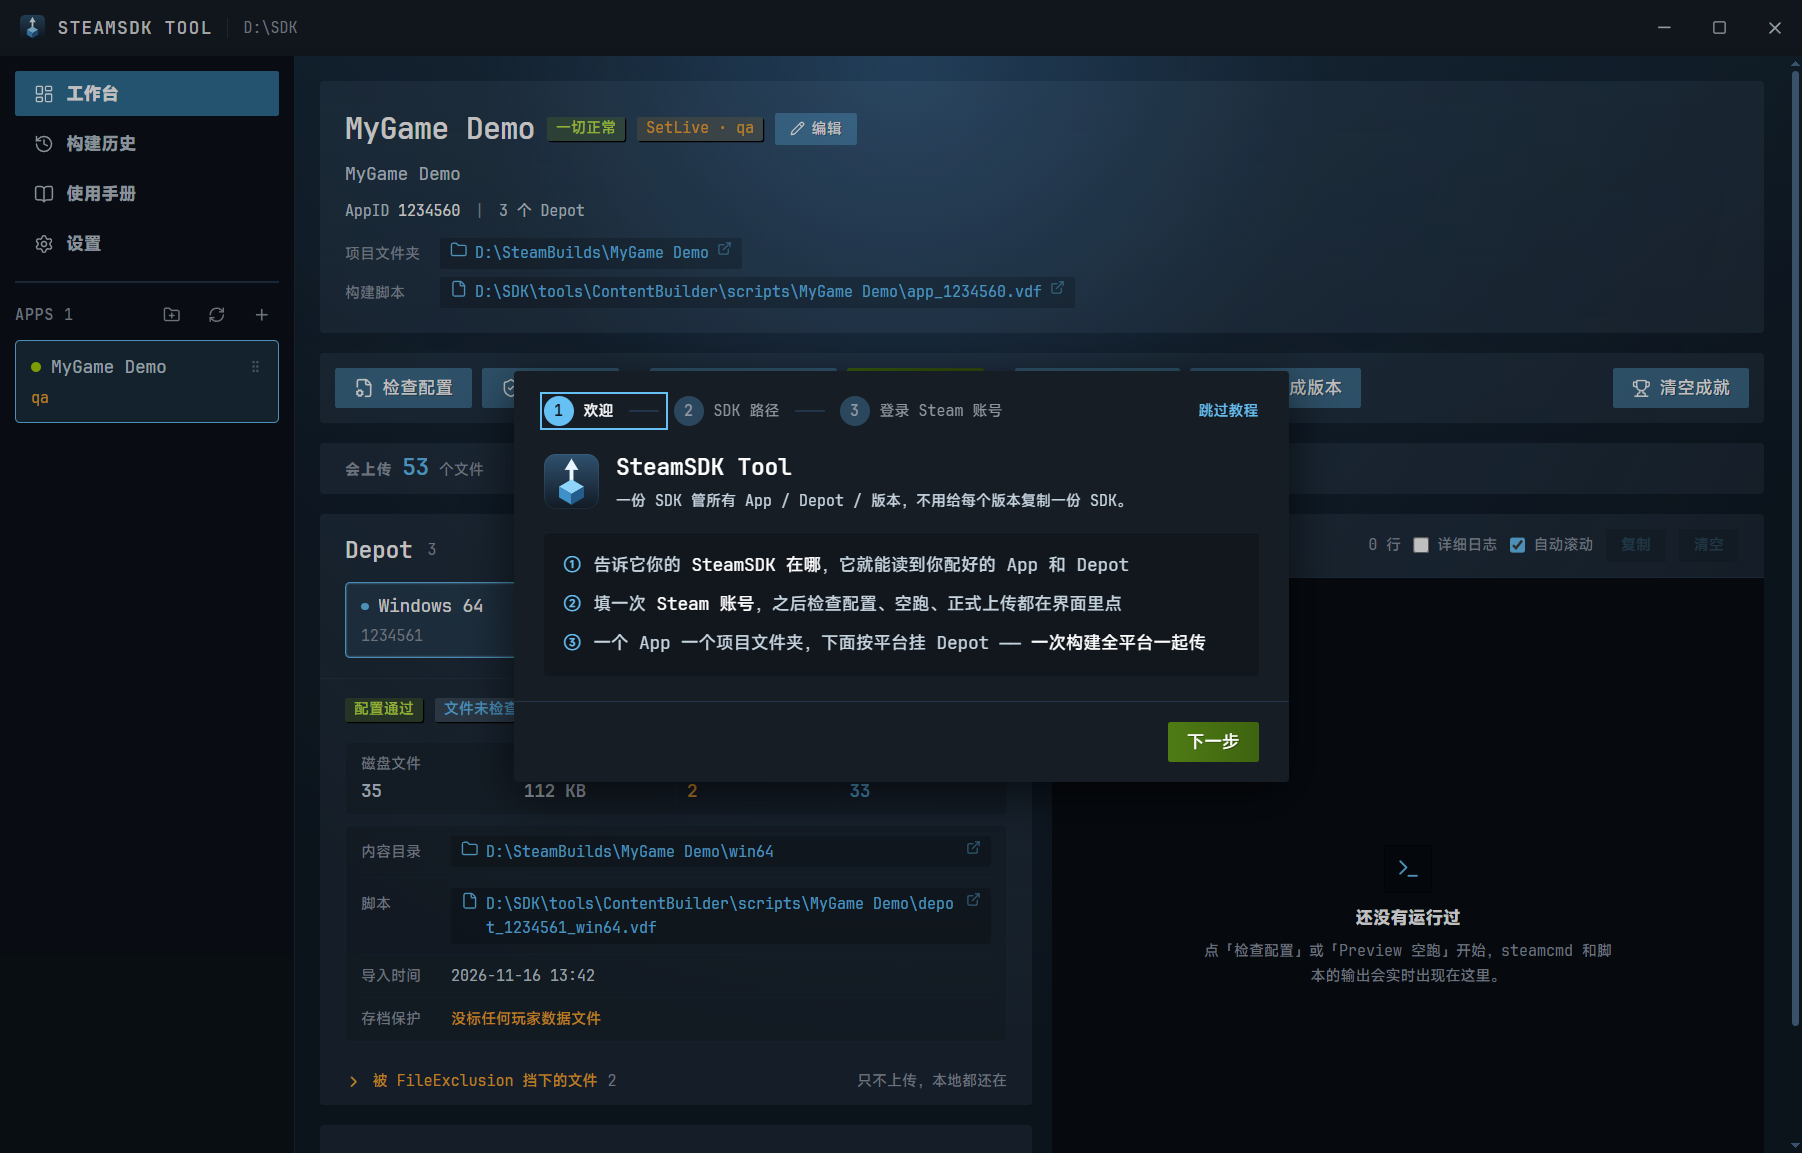 STEAMSDK TOOL D:\SDK
工作台
构建历史
使用手册
设置
APPS 1
MyGame Demo
qa
MyGame Demo 一切正常 SetLive · qa 编辑
MyGame Demo
AppID 1234560 | 3 个 Depot
项目文件夹 D:\SteamBuilds\MyGame Demo
构建脚本 D:\SDK\tools\ContentBuilder\scripts\MyGame Demo\app_1234560.vdf
检查配置 成版本 清空成就
会上传 53 个文件
1 欢迎 2 SDK 路径 3 登录 Steam 账号 跳过教程
SteamSDK Tool
一份 SDK 管所有 App / Depot / 版本，不用给每个版本复制一份 SDK。
① 告诉它你的 SteamSDK 在哪，它就能读到你配好的 App 和 Depot
② 填一次 Steam 账号，之后检查配置、空跑、正式上传都在界面里点
③ 一个 App 一个项目文件夹，下面按平台挂 Depot —— 一次构建全平台一起传
下一步
Depot 3
Windows 64
1234561
配置通过 文件未检查
磁盘文件
35 112 KB 2 33
内容目录 D:\SteamBuilds\MyGame Demo\win64
脚本 D:\SDK\tools\ContentBuilder\scripts\MyGame Demo\depo
t_1234561_win64.vdf
导入时间 2026-11-16 13:42
存档保护 没标任何玩家数据文件
被 FileExclusion 挡下的文件 2 只不上传，本地都还在
0 行 详细日志 自动滚动 复制 清空
还没有运行过
点「检查配置」或「Preview 空跑」开始，steamcmd 和脚
本的输出会实时出现在这里。